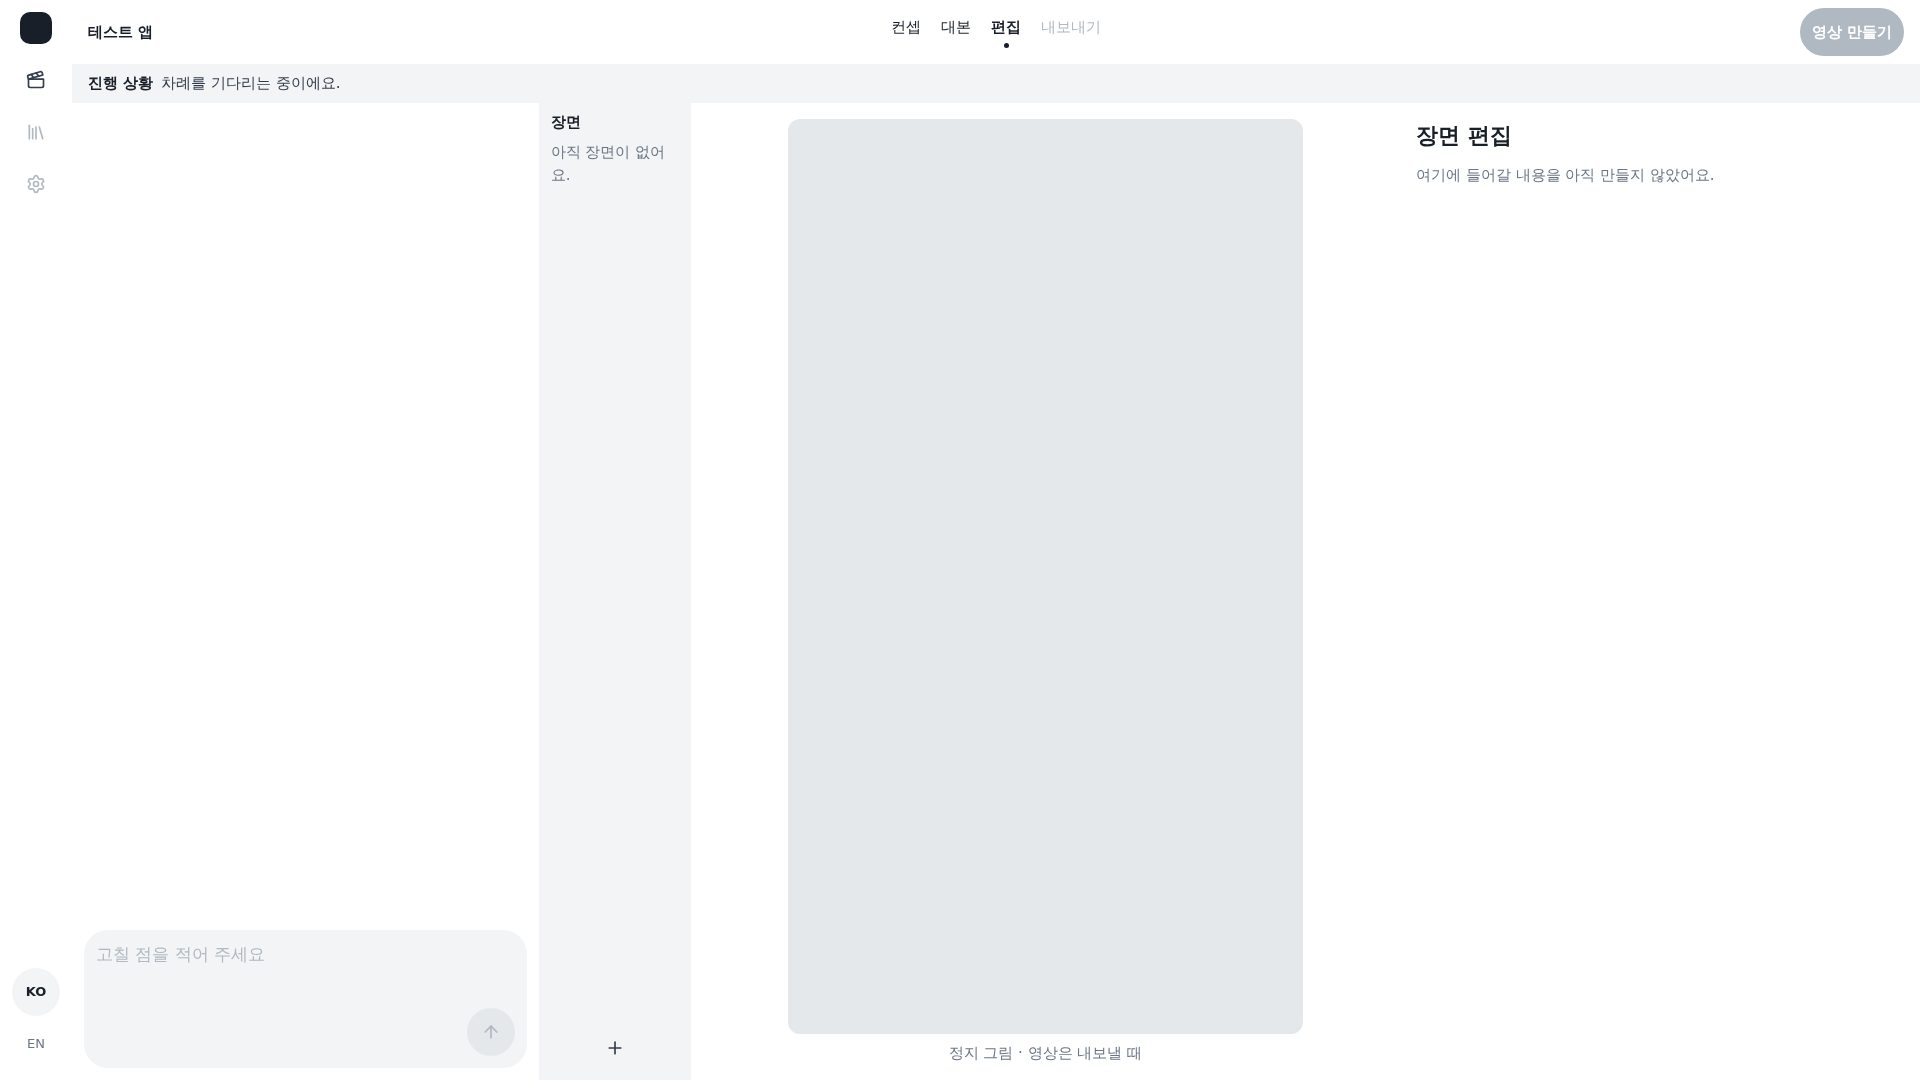 테스트 앱
컨셉
대본
편집
내보내기
영상 만들기
진행 상황 차례를 기다리는 중이에요.
장면
아직 장면이 없어
요.
장면 편집
여기에 들어갈 내용을 아직 만들지 않았어요.
고칠 점을 적어 주세요
KO
EN
정지 그림 · 영상은 내보낼 때